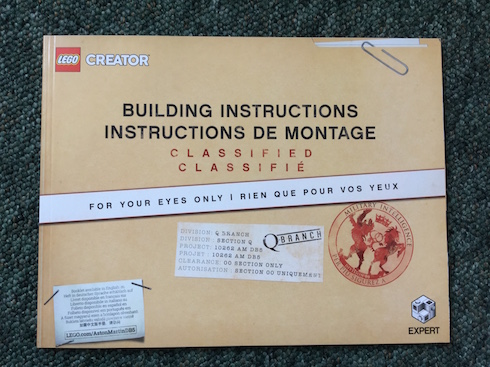 LEGO CREATOR
BUILDING INSTRUCTIONS
INSTRUCTIONS DE MONTAGE
CLASSIFIED
CLASSIFIÉ
FOR YOUR EYES ONLY I RIEN QUE POUR VOS YEUX
DIVISION: Q BRANCH
DIVISION: SECTION Q
PROJECT: 10262 AM DB5
PROJET: 10262 AM DB5
CLEARANCE: 00 SECTION ONLY
AUTORISATION: SECTION 00 UNIQUEMENT
Q BRANCH
MILITARY INTELLIGENCE
LEGO.com/AstonMartinDB5
EXPERT